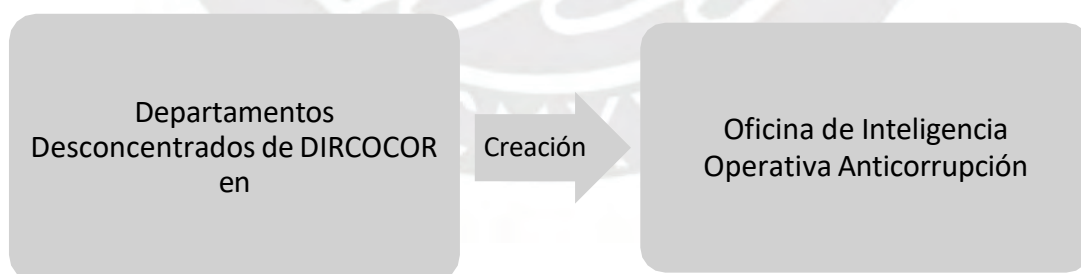 Departamentos
Desconcentrados de DIRCOCOR
en
Creación
Oficina de Inteligencia
Operativa Anticorrupción